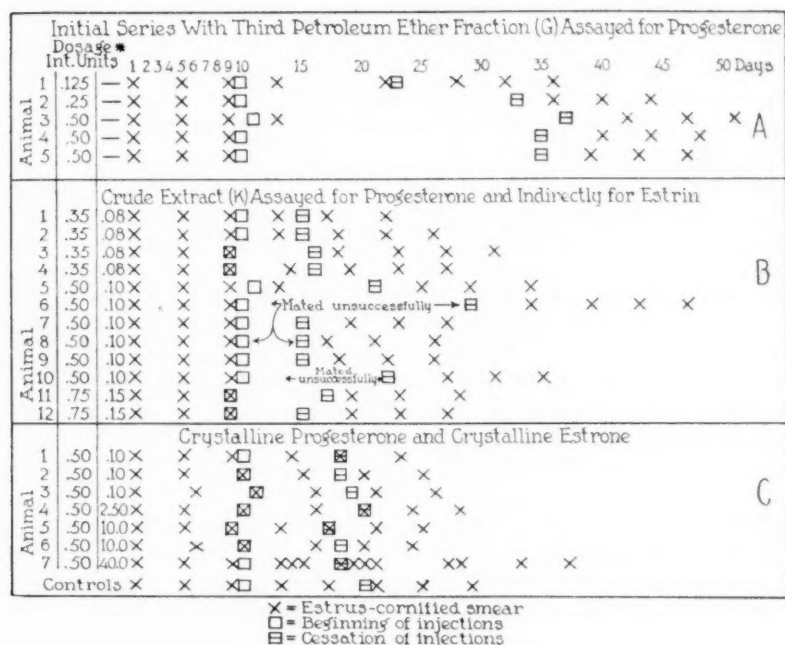 Initial Series With Third Petroleum Ether Fraction (G) Assayed for Progesterone
Dosage *
Int. Units 1 2 3 4 5 6 7 8 9 10 15 20 25 30 35 40 45 50 Days
Animal
1 .125 —
2 .25 —
3 .50 —
4 .50 —
5 .50 —
A
Crude Extract (K) Assayed for Progesterone and Indirectly for Estrin
Animal
1 .35 .08
2 .35 .08
3 .35 .08
4 .35 .08
5 .50 .10
6 .50 .10 Mated unsuccessfully
7 .50 .10
8 .50 .10
9 .50 .10
10 .50 .10 Mated unsuccessfully
11 .75 .15
12 .75 .15
B
Crystalline Progesterone and Crystalline Estrone
Animal
1 .50 .10
2 .50 .10
3 .50 .10
4 .50 2.50
5 .50 10.0
6 .50 10.0
7 .50 40.0
Controls
C
X = Estrus-cornified smear
□ = Beginning of injections
⊟ = Cessation of injections